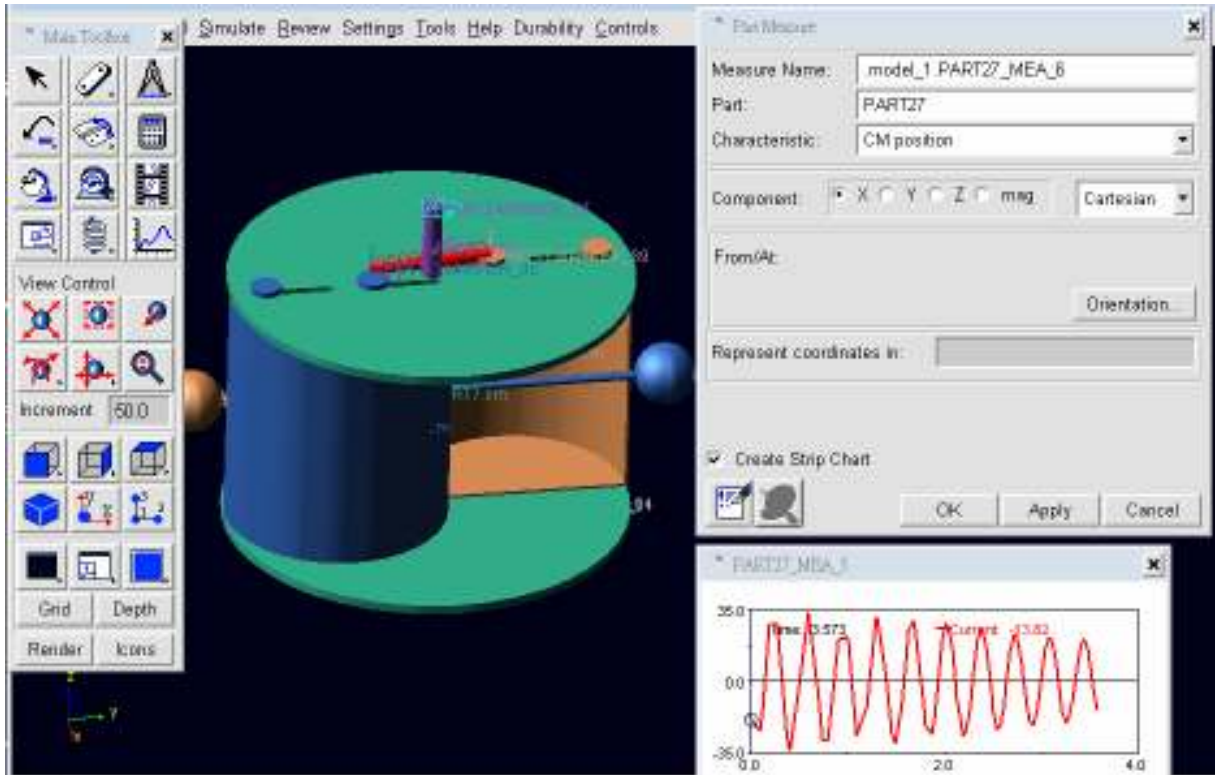 Main Toolbox
Simulate Review Settings Tools Help Durability Controls
View Control
Increment 50.0
Grid Depth
Render Icons
Part Measure
Measure Name: .model_1.PART27_MEA_6
Part: PART27
Characteristic: CM position
Component: X Y Z mag Cartesian
From/At:
Orientation...
Represent coordinates in:
Create Strip Chart
OK Apply Cancel
35.0
Time: 3.573 Current -13.82
0.0
-35.0
0.0 2.0 4.0